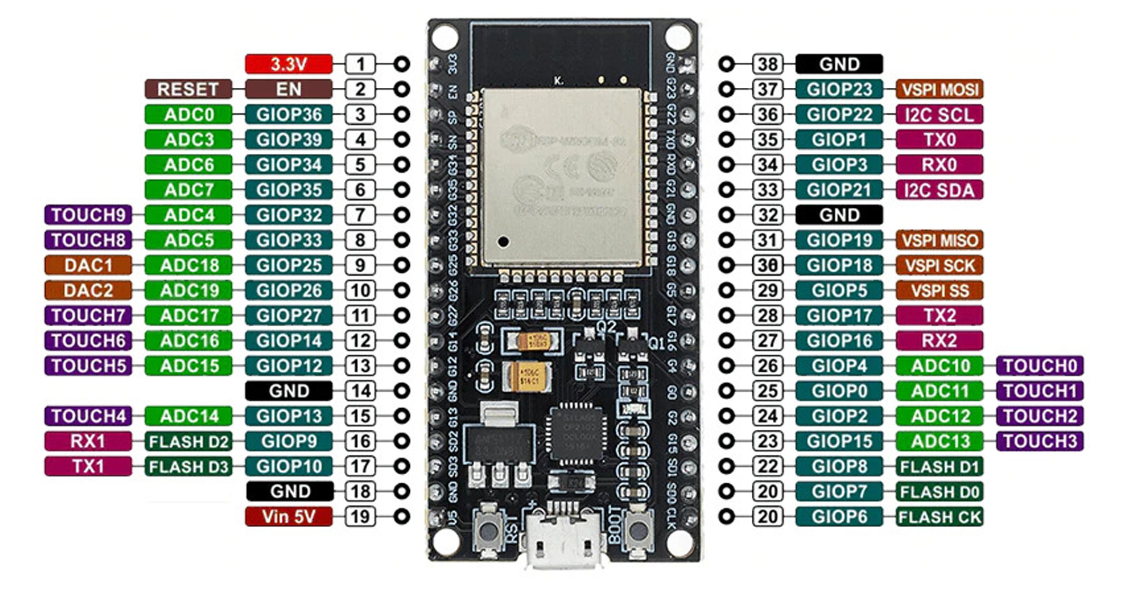 3.3V 1
RESET EN 2
ADC0 GIOP36 3
ADC3 GIOP39 4
ADC6 GIOP34 5
ADC7 GIOP35 6
TOUCH9 ADC4 GIOP32 7
TOUCH8 ADC5 GIOP33 8
DAC1 ADC18 GIOP25 9
DAC2 ADC19 GIOP26 10
TOUCH7 ADC17 GIOP27 11
TOUCH6 ADC16 GIOP14 12
TOUCH5 ADC15 GIOP12 13
GND 14
TOUCH4 ADC14 GIOP13 15
RX1 FLASH D2 GIOP9 16
TX1 FLASH D3 GIOP10 17
GND 18
Vin 5V 19
3V3
EN
SP
SN
G34
G35
G32
G33
G25
G26
G27
G14
G12
GND
G13
SD2
SD3
GND
V5
K.
Q2
Q1
RST
BOOT
GND
G23
G22
TXD
RXD
G21
GND
G19
G18
G5
G17
G16
G4
G0
G2
G15
SD1
SD0
CLK
38 GND
37 GIOP23 VSPI MOSI
36 GIOP22 I2C SCL
35 GIOP1 TX0
34 GIOP3 RX0
33 GIOP21 I2C SDA
32 GND
31 GIOP19 VSPI MISO
30 GIOP18 VSPI SCK
29 GIOP5 VSPI SS
28 GIOP17 TX2
27 GIOP16 RX2
26 GIOP4 ADC10 TOUCH0
25 GIOP0 ADC11 TOUCH1
24 GIOP2 ADC12 TOUCH2
23 GIOP15 ADC13 TOUCH3
22 GIOP8 FLASH D1
20 GIOP7 FLASH D0
20 GIOP6 FLASH CK